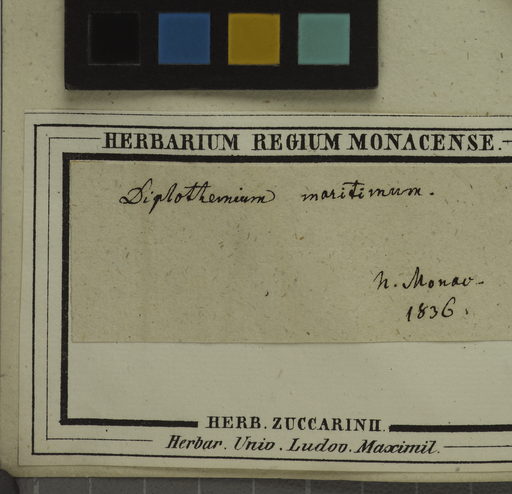 HERBARIUM REGIUM MONACENSE.
Diplothemium maritimum.
h. Monac.
1836.
HERB. ZUCCARINII.
Herbar. Univ. Ludov. Maximil.